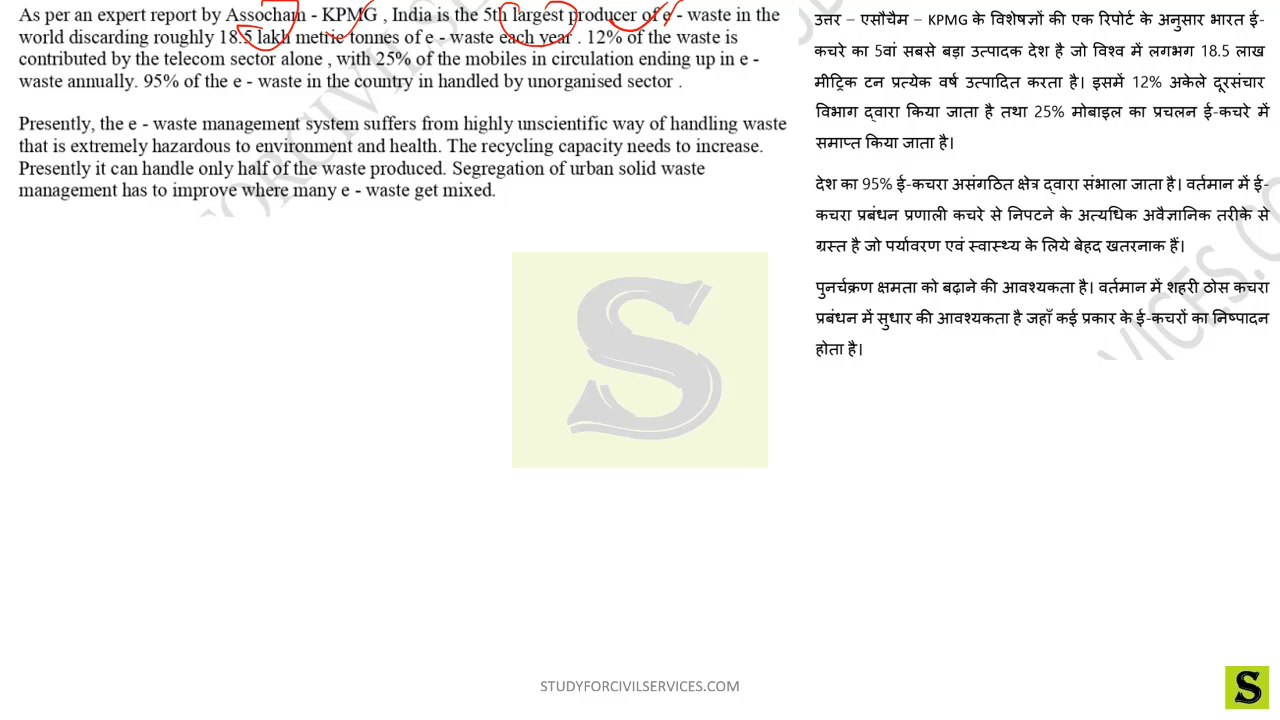 As per an expert report by Assocham - KPMG , India is the 5th largest producer of e - waste in the
world discarding roughly 18.5 lakh metric tonnes of e - waste each year . 12% of the waste is
contributed by the telecom sector alone , with 25% of the mobiles in circulation ending up in e -
waste annually. 95% of the e - waste in the country in handled by unorganised sector .
Presently, the e - waste management system suffers from highly unscientific way of handling waste
that is extremely hazardous to environment and health. The recycling capacity needs to increase.
Presently it can handle only half of the waste produced. Segregation of urban solid waste
management has to improve where many e - waste get mixed.
उत्तर – एसौचैम – KPMG के विशेषज्ञों की एक रिपोर्ट के अनुसार भारत ई-
कचरे का 5वां सबसे बड़ा उत्पादक देश है जो विश्व में लगभग 18.5 लाख
मीट्रिक टन प्रत्येक वर्ष उत्पादित करता है। इसमें 12% अकेले दूरसंचार
विभाग द्वारा किया जाता है तथा 25% मोबाइल का प्रचलन ई-कचरे में
समाप्त किया जाता है।
देश का 95% ई-कचरा असंगठित क्षेत्र द्वारा संभाला जाता है। वर्तमान में ई-
कचरा प्रबंधन प्रणाली कचरे से निपटने के अत्यधिक अवैज्ञानिक तरीके से
ग्रस्त है जो पर्यावरण एवं स्वास्थ्य के लिये बेहद खतरनाक हैं।
पुनर्चक्रण क्षमता को बढ़ाने की आवश्यकता है। वर्तमान में शहरी ठोस कचरा
प्रबंधन में सुधार की आवश्यकता है जहाँ कई प्रकार के ई-कचरों का निष्पादन
होता है।
S
STUDYFORCIVILSERVICES.COM
S